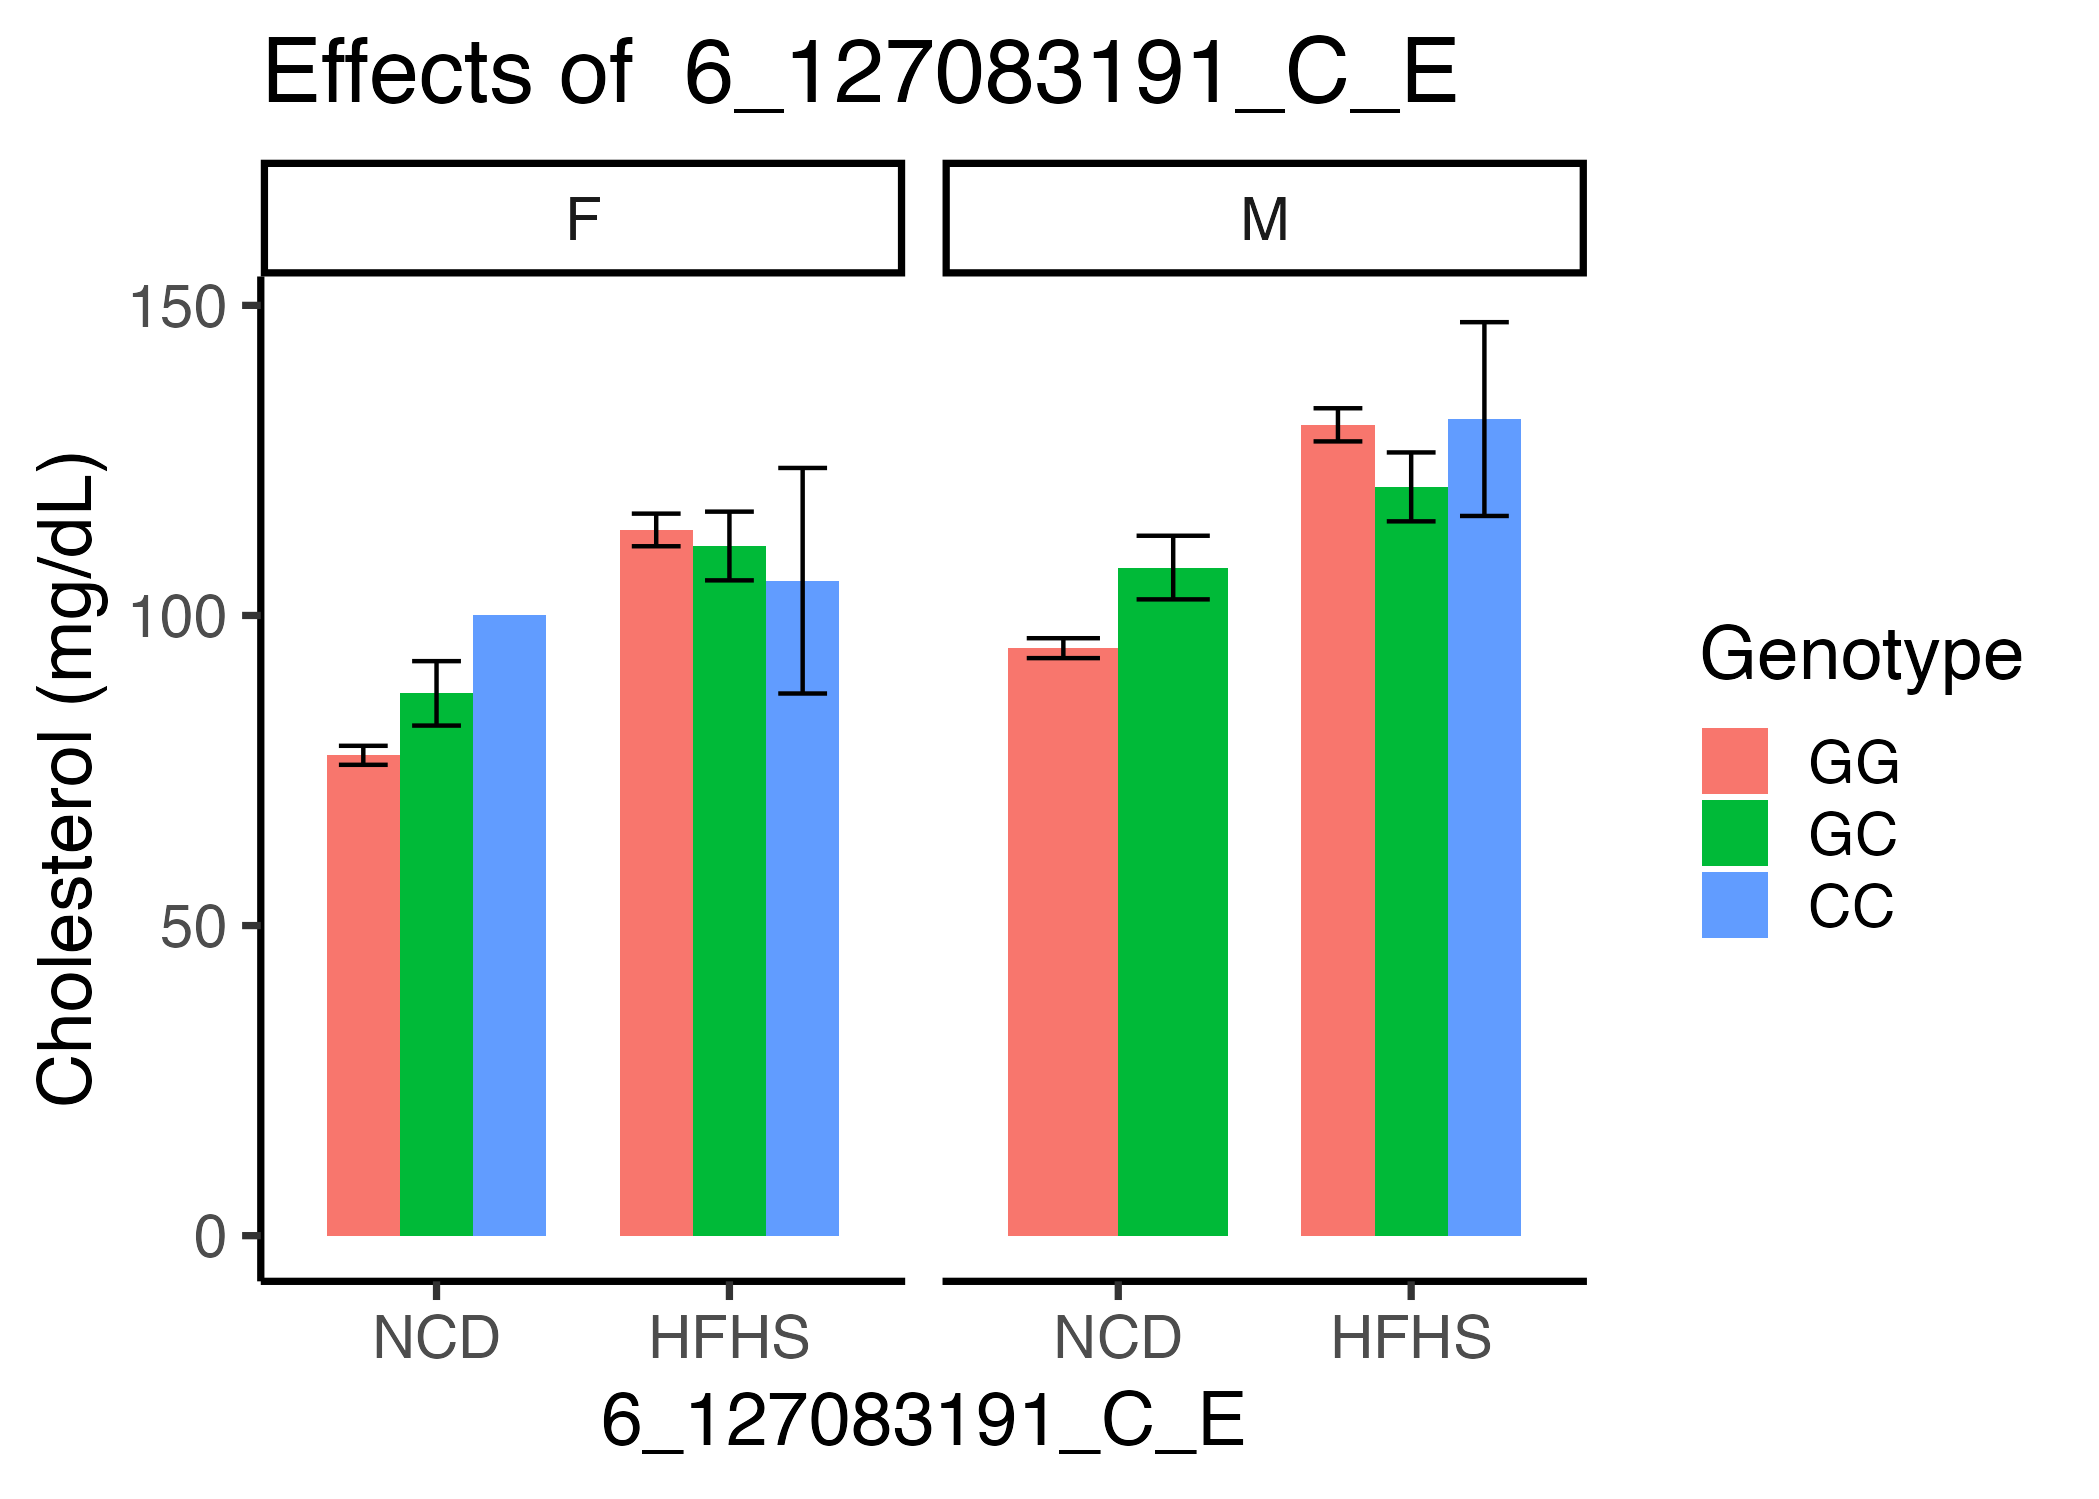 Effects of  6_127083191_C_E
F
M
150
100
50
0
Cholesterol (mg/dL)
NCD
HFHS
NCD
HFHS
6_127083191_C_E
Genotype
GG
GC
CC